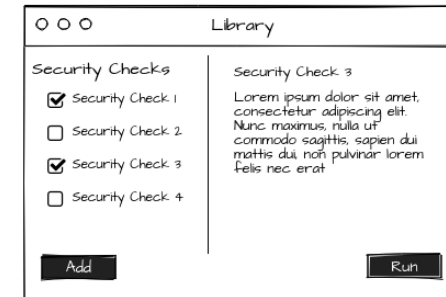 Library
Security Checks
Security Check 1
Security Check 2
Security Check 3
Security Check 4
Add
Security Check 3
Lorem ipsum dolor sit amet,
consectetur adipiscing elit.
Nunc maximus, nulla ut
commodo sagittis, sapien dui
mattis dui, non pulvinar lorem
felis nec erat
Run